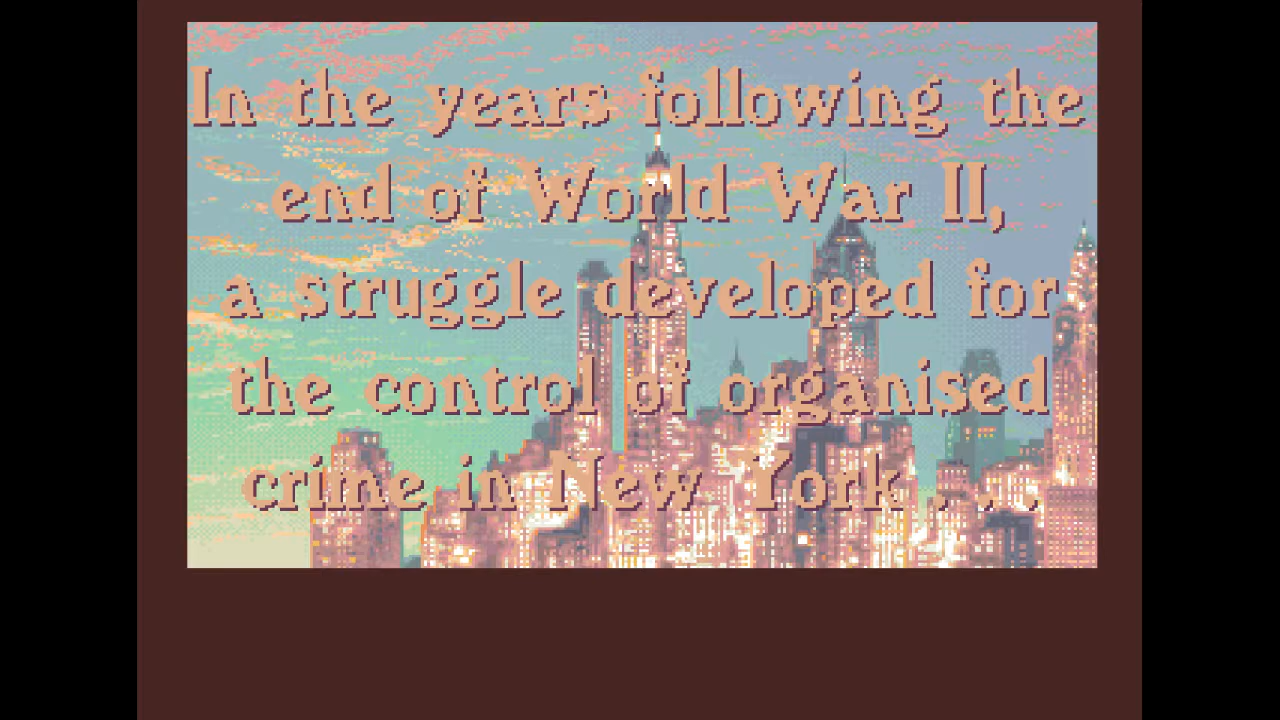 In the years following the
end of World War II,
a struggle developed for
the control of organised
crime in New York . . .